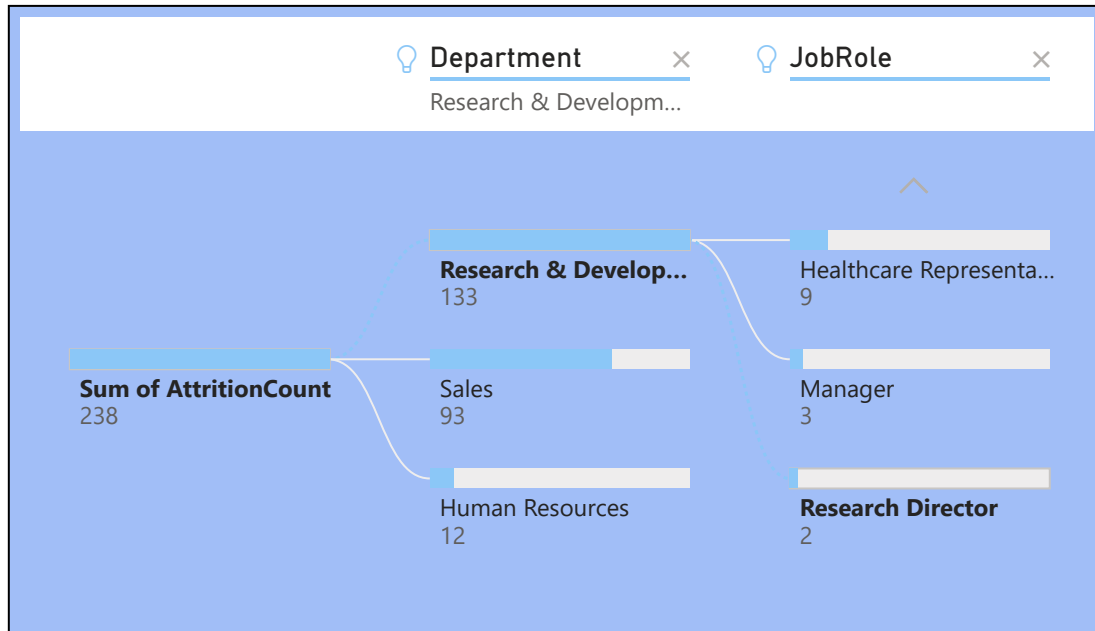 Department
JobRole
Research & Developm...
Research & Develop...
133
Healthcare Representa...
9
Sum of AttritionCount
238
Sales
93
Manager
3
Human Resources
12
Research Director
2